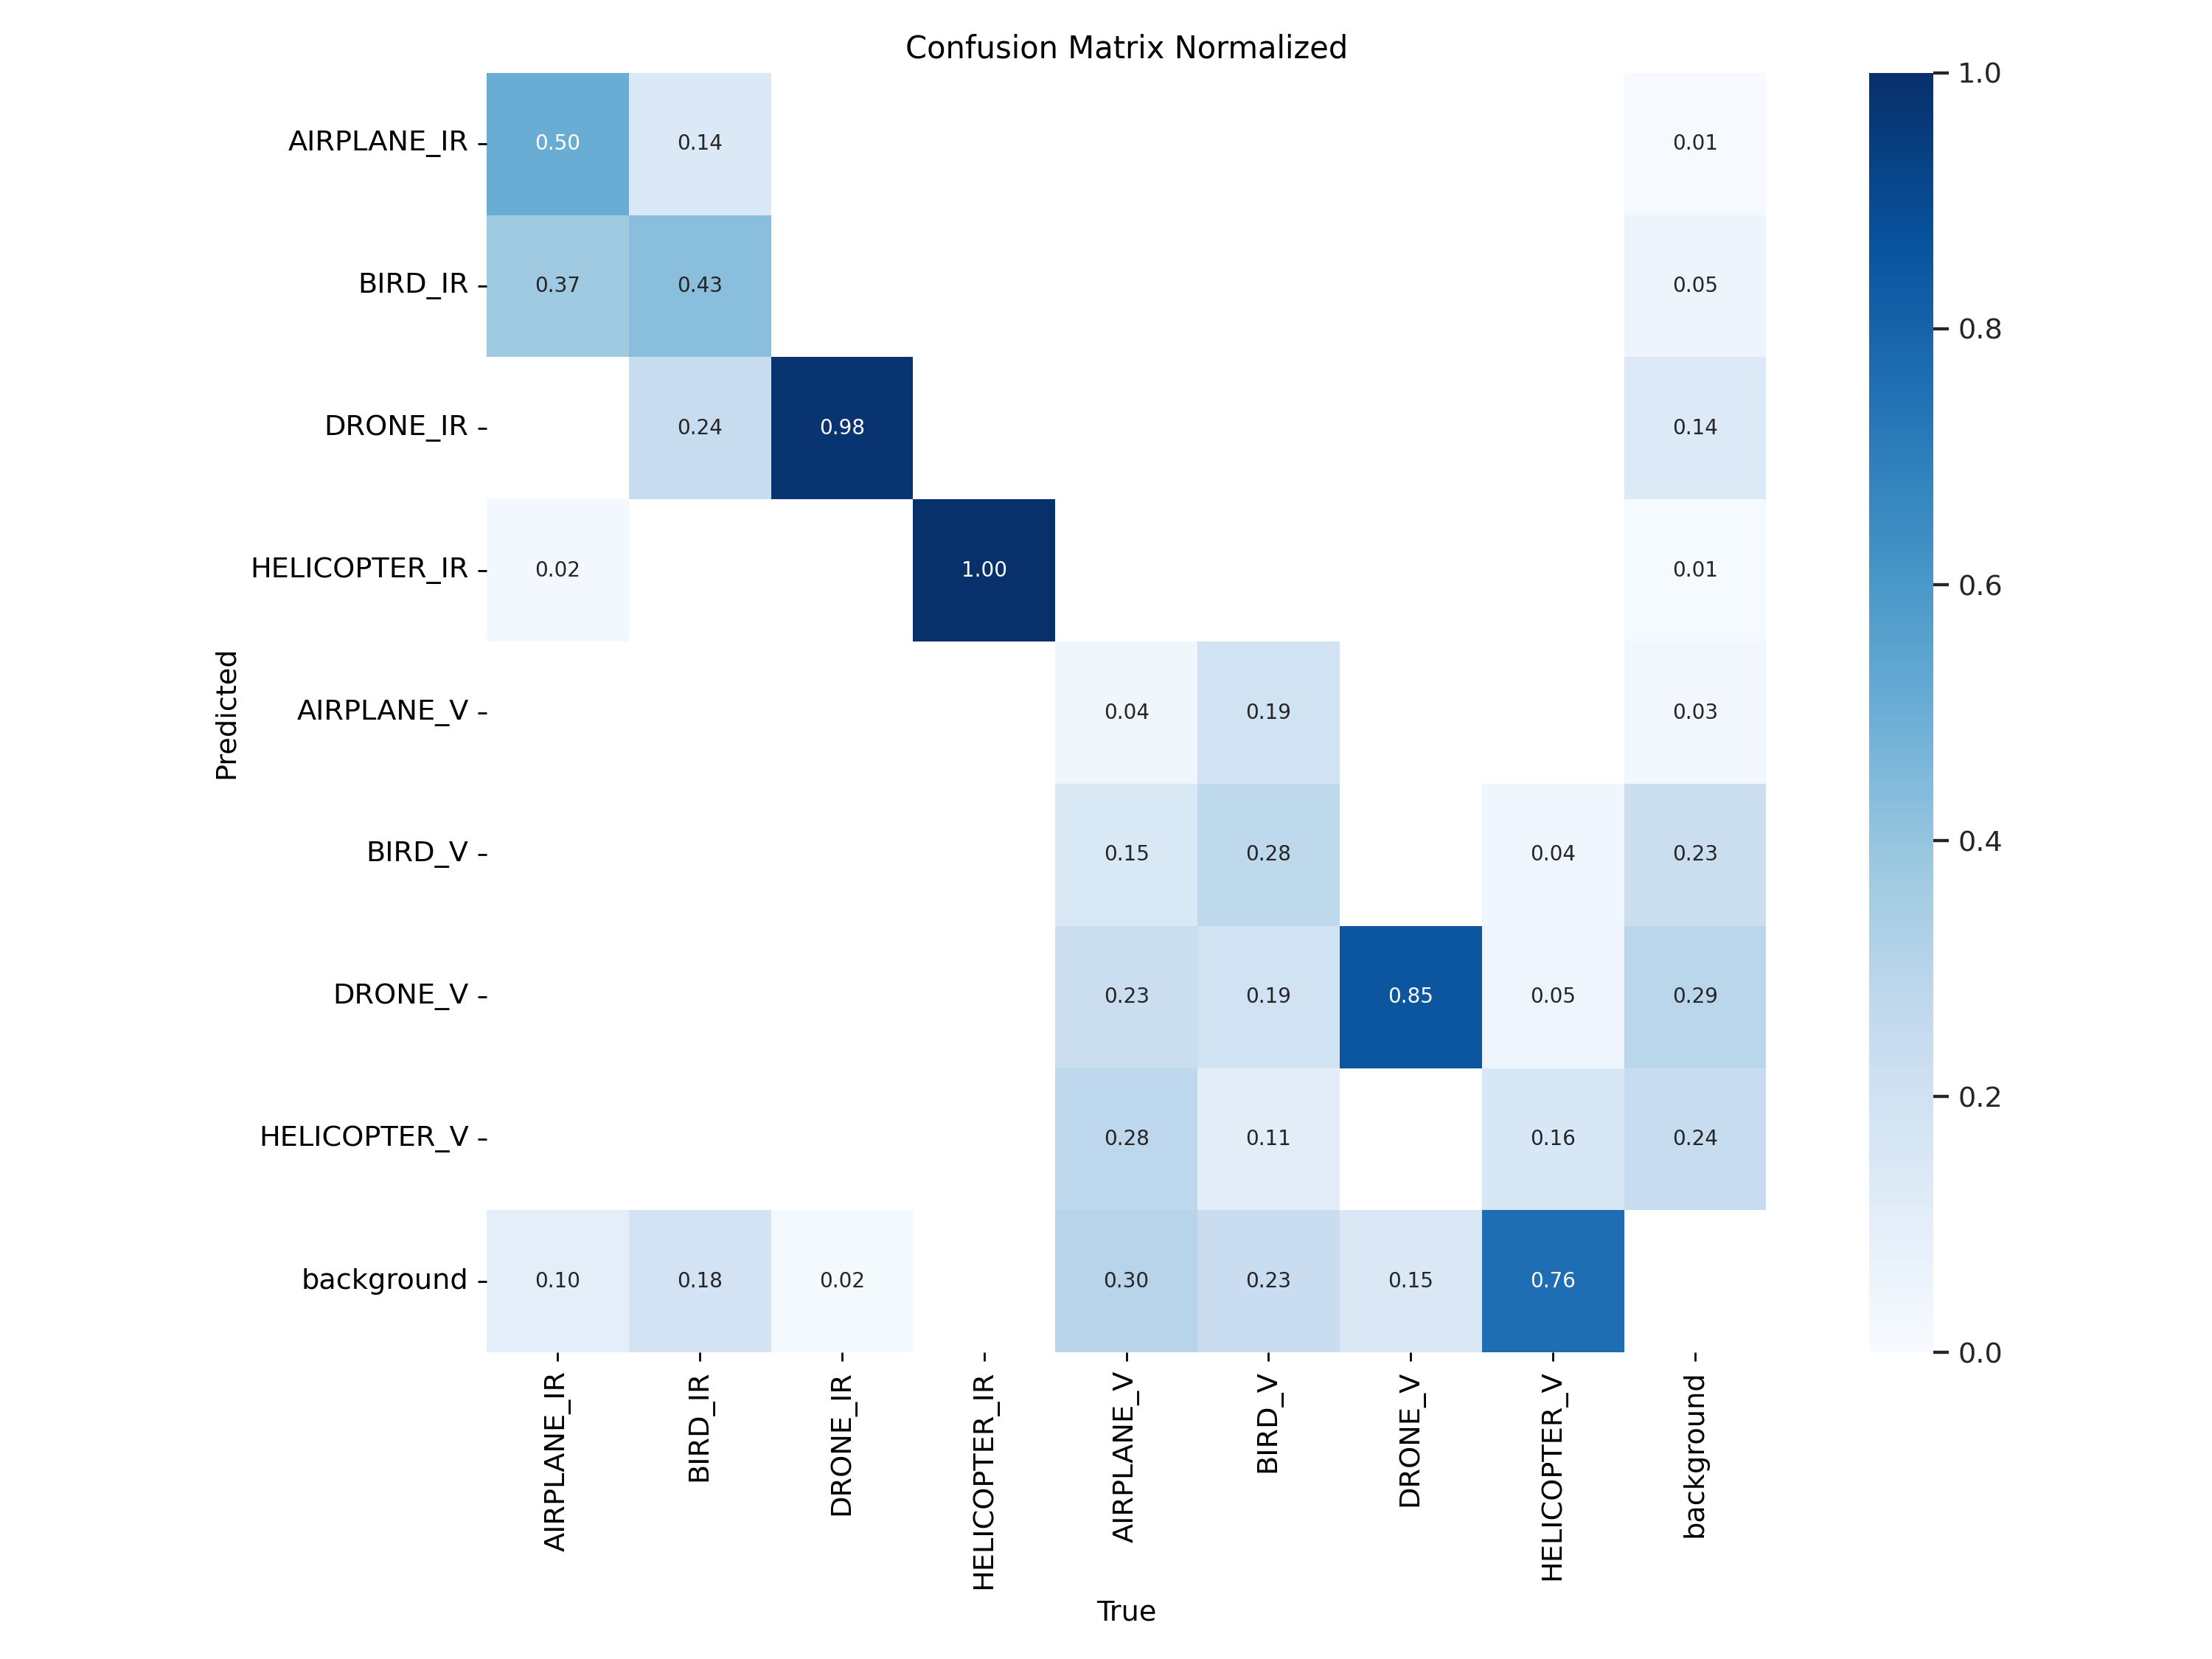 Confusion Matrix Normalized
AIRPLANE_IR 0.50 0.14 0.01
BIRD_IR 0.37 0.43 0.05
DRONE_IR 0.24 0.98 0.14
HELICOPTER_IR 0.02 1.00 0.01
AIRPLANE_V 0.04 0.19 0.03
BIRD_V 0.15 0.28 0.04 0.23
DRONE_V 0.23 0.19 0.85 0.05 0.29
HELICOPTER_V 0.28 0.11 0.16 0.24
background 0.10 0.18 0.02 0.30 0.23 0.15 0.76
Predicted
AIRPLANE_IR
BIRD_IR
DRONE_IR
HELICOPTER_IR
AIRPLANE_V
BIRD_V
DRONE_V
HELICOPTER_V
background
True
1.0
0.8
0.6
0.4
0.2
0.0